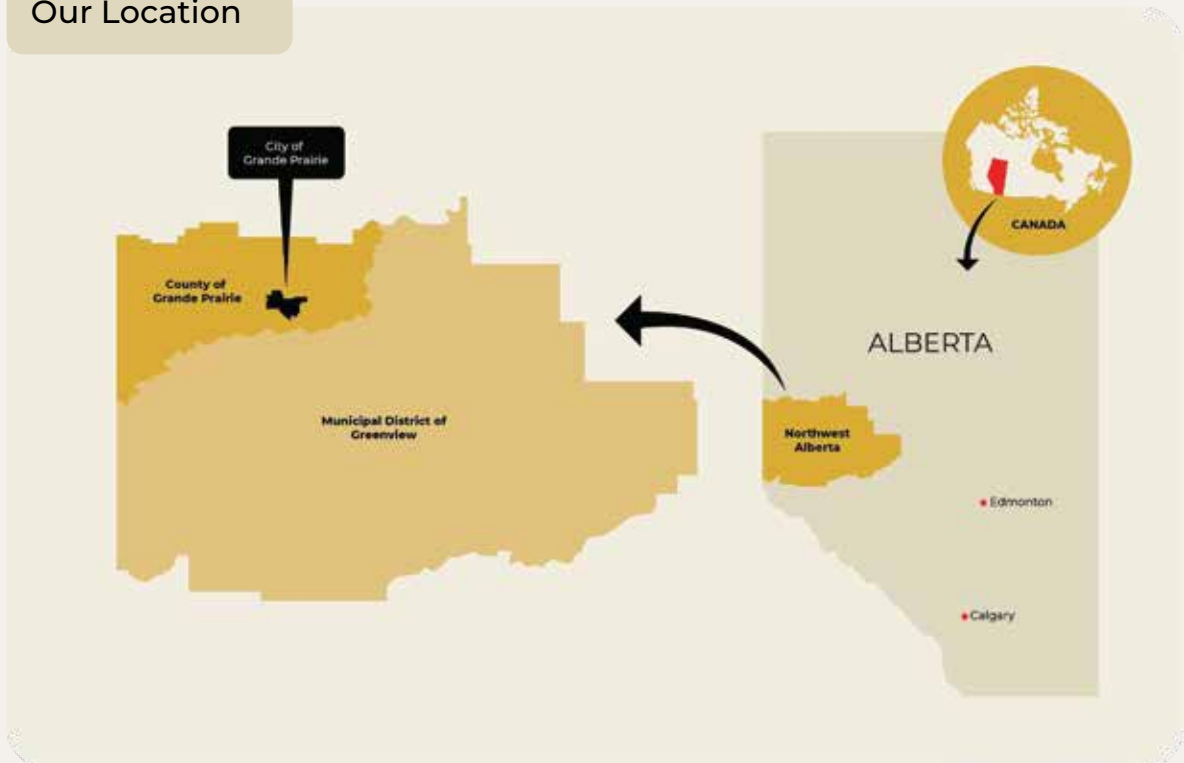 Our Location
City of
Grande Prairie
CANADA
County of
Grande Prairie
ALBERTA
Municipal District of
Greenview
Northwest
Alberta
Edmonton
Calgary